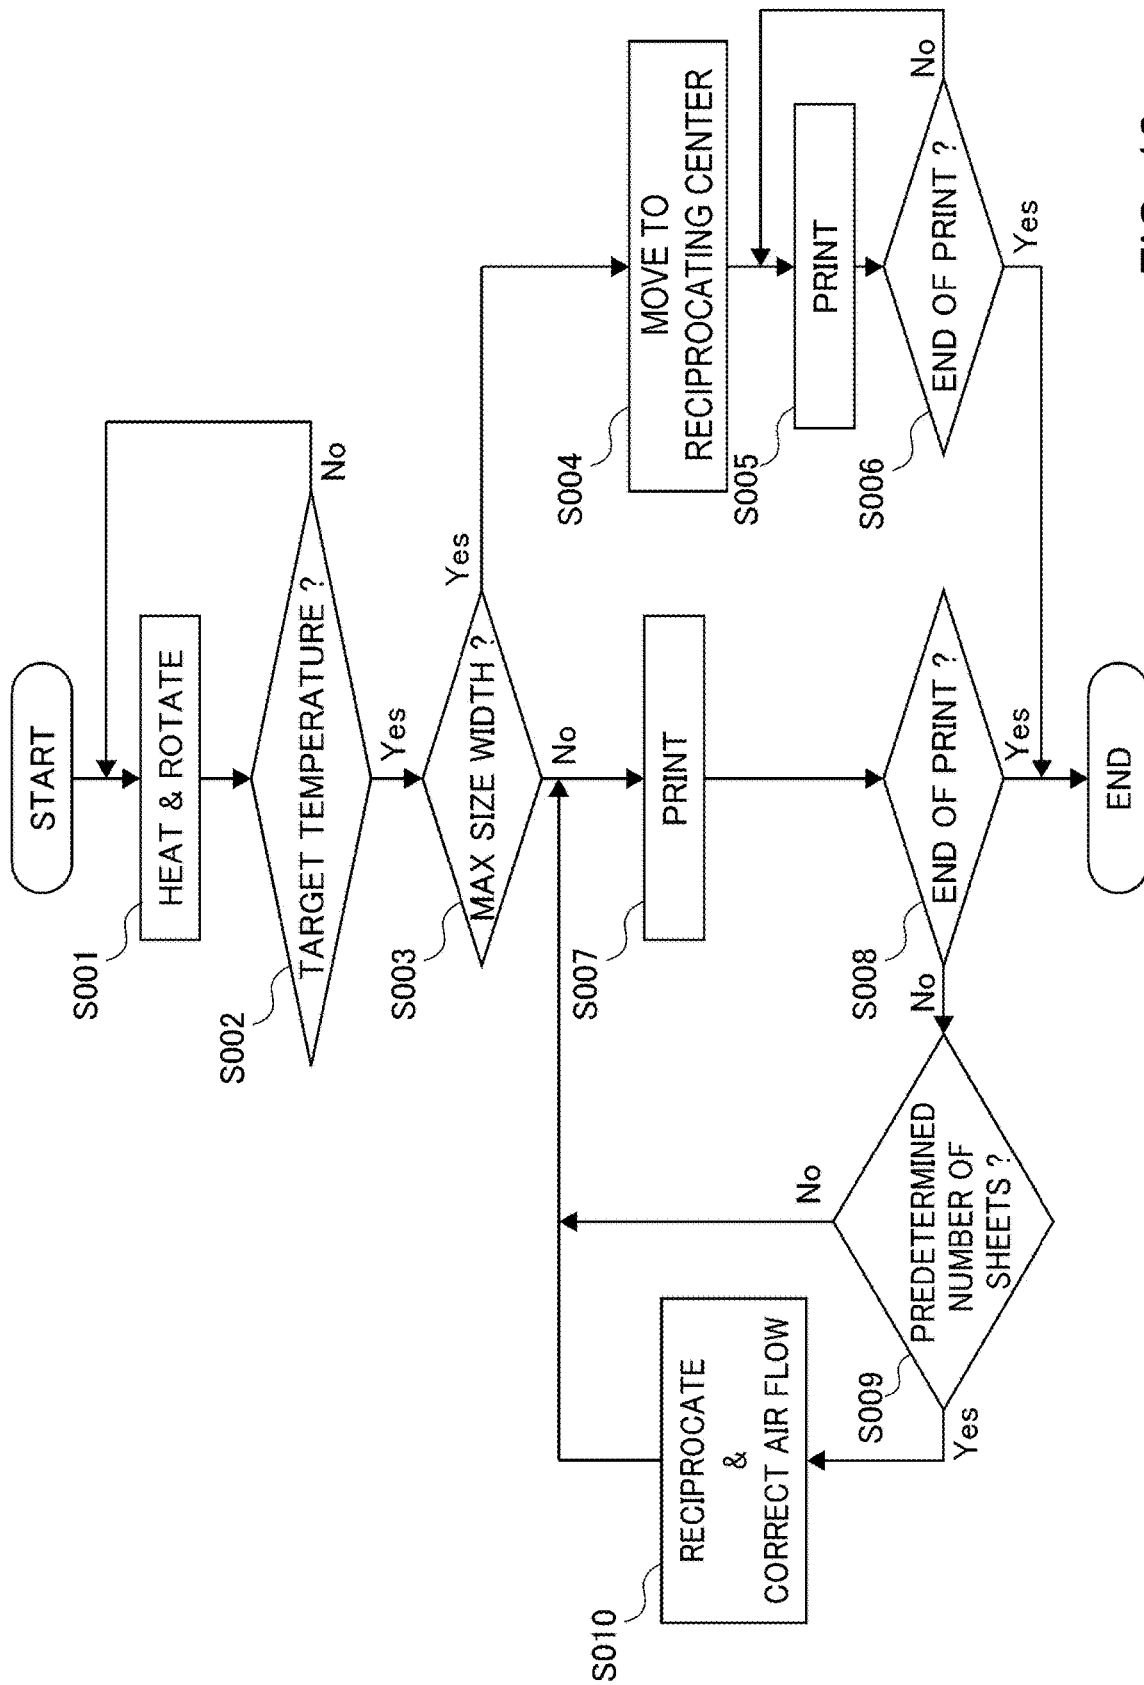 START
S001
HEAT & ROTATE
S002
TARGET TEMPERATURE ?
No
Yes
S003
MAX SIZE WIDTH ?
Yes
No
S004
MOVE TO
RECIPROCATING CENTER
S005
PRINT
S006
END OF PRINT ?
No
Yes
S007
PRINT
S008
END OF PRINT ?
No
Yes
S009
PREDETERMINED
NUMBER OF
SHEETS ?
No
Yes
S010
RECIPROCATE
&
CORRECT AIR FLOW
END